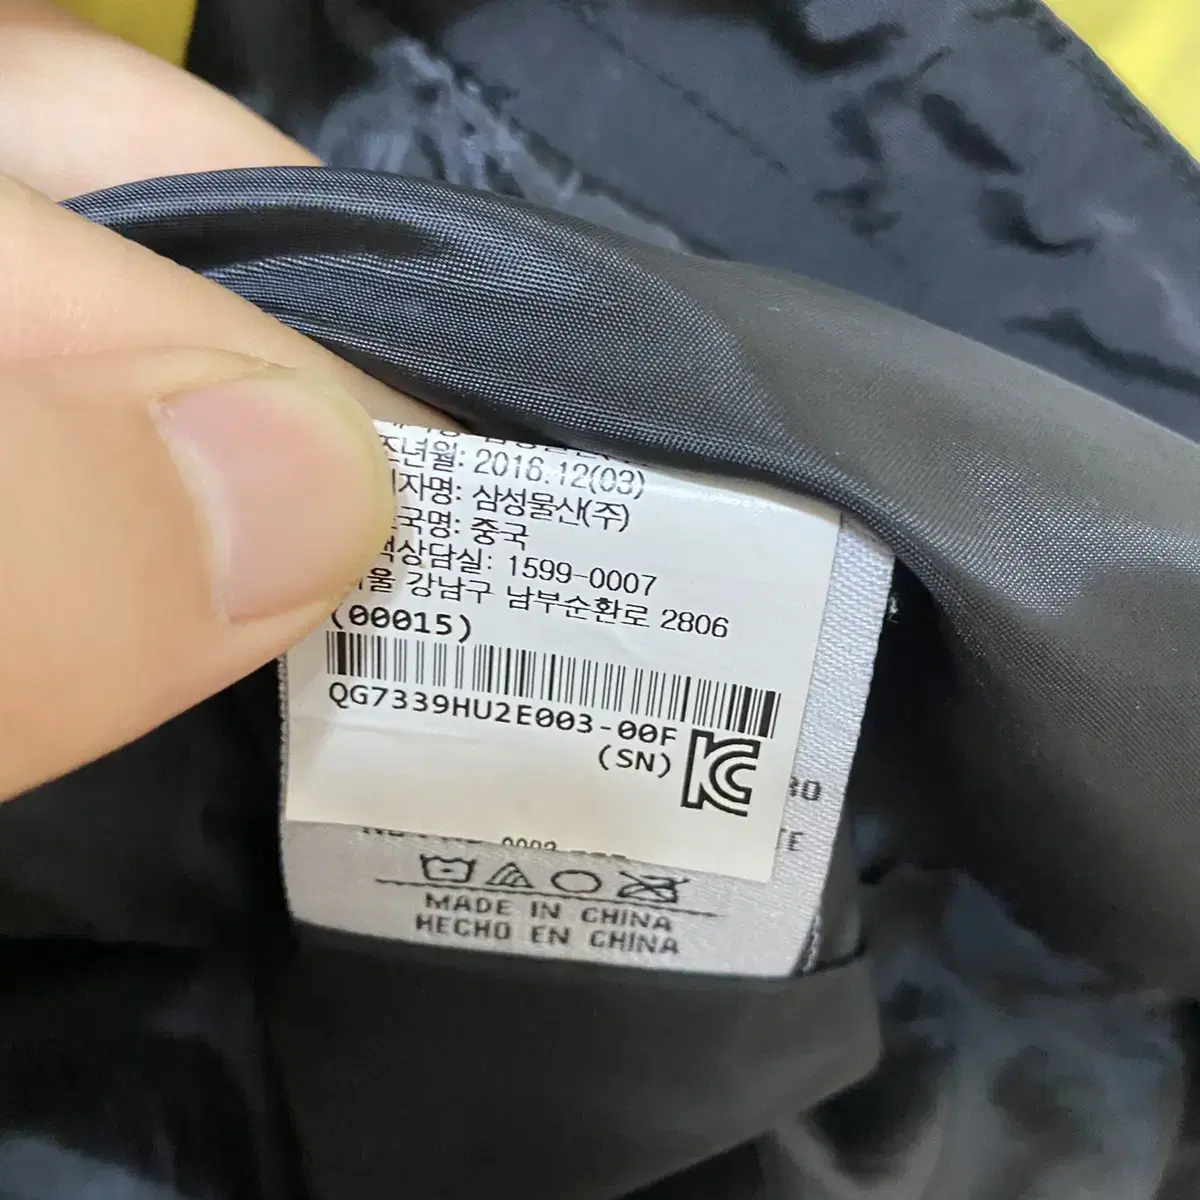 즈년월: 2016.12(03)
자명: 삼성물산(주)
국명: 중국
상담실: 1599-0007
울 강남구 남부순환로 2806
(00015)
QG7339HU2E003-00F
(SN)
KC
MADE IN CHINA
HECHO EN CHINA